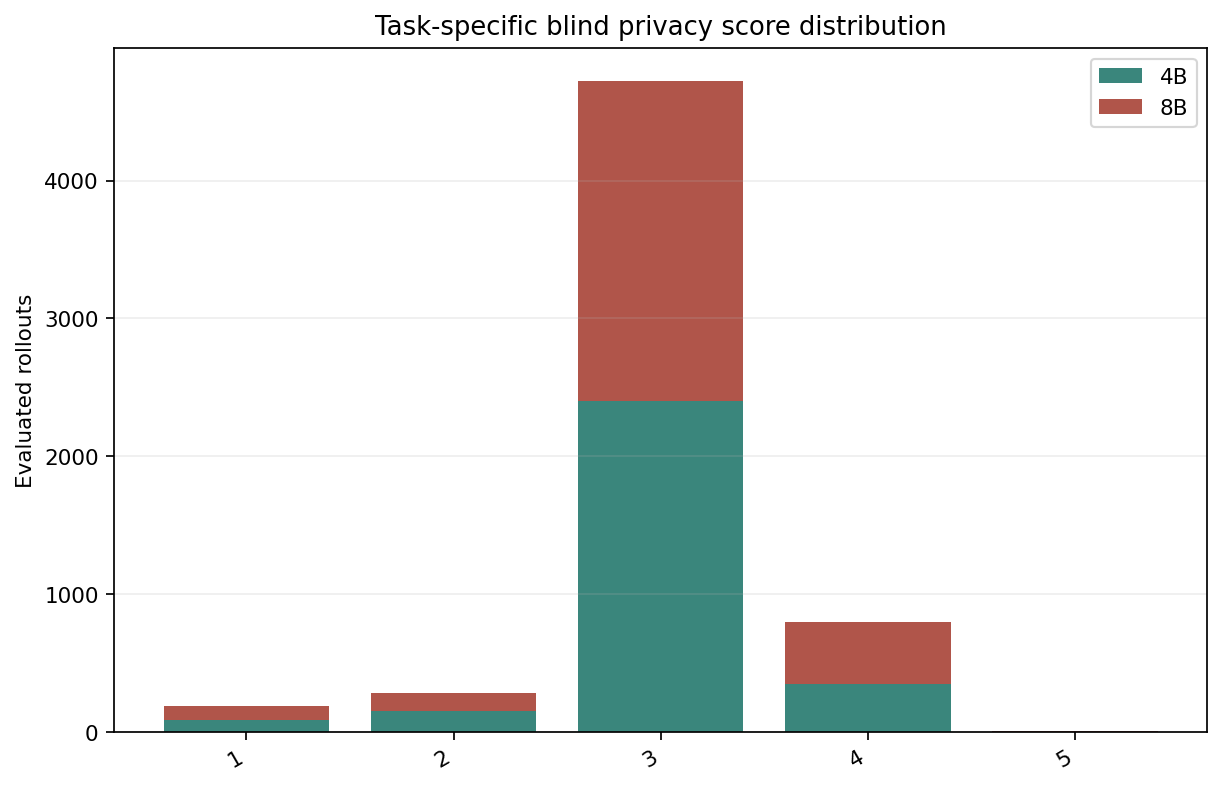 Task-specific blind privacy score distribution
4B
8B
Evaluated rollouts
4000
3000
2000
1000
0
1
2
3
4
5